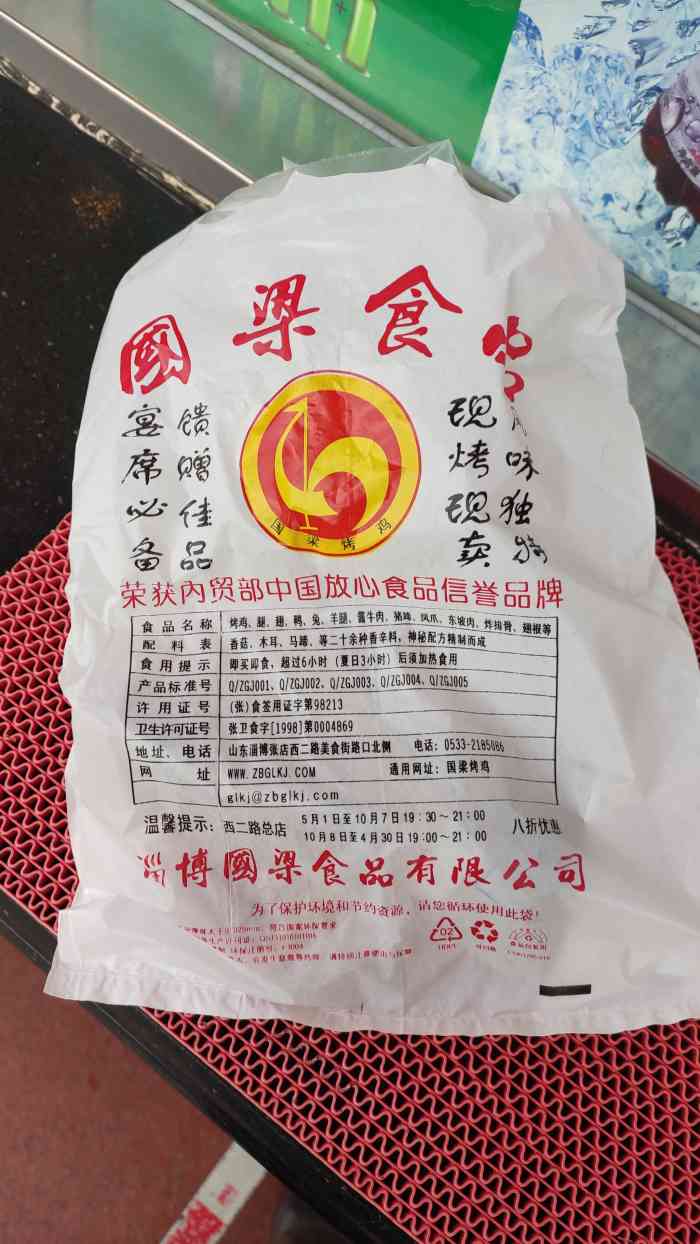 國梁食
宴席必备
馈赠佳品
现烤现卖
味独特
国梁烤鸡
荣获内贸部中国放心食品信誉品牌
食品名称 烤鸡、腿、翅、鸭、兔、羊腿、酱牛肉、猪蹄、凤爪、东坡肉、炸排骨、翅根等
配料表 香菇、木耳、马蹄、等二十余种香辛料，神秘配方精制而成
食用提示 即买即食，超过6小时（夏日3小时）后须加热食用
产品标准号 Q/ZGJ001、Q/ZGJ002、Q/ZGJ003、Q/ZGJ004、Q/ZGJ005
许用证号 (张)食签用证字第98213
卫生许可证号 张卫食字[1998]第0004869
地址、电话 山东淄博张店西二路美食街路口北侧 电话：0533-2185086
网址 WWW.ZBGLKJ.COM 通用网址：国梁烤鸡
glkj@zbglkj.com
温馨提示：西二路总店 5月1日至10月7日19:30～21:00 八折优惠
10月8日至4月30日19:00～21:00
淄博國梁食品有限公司
为了保护环境和节约资源，请您循环使用此袋！
02